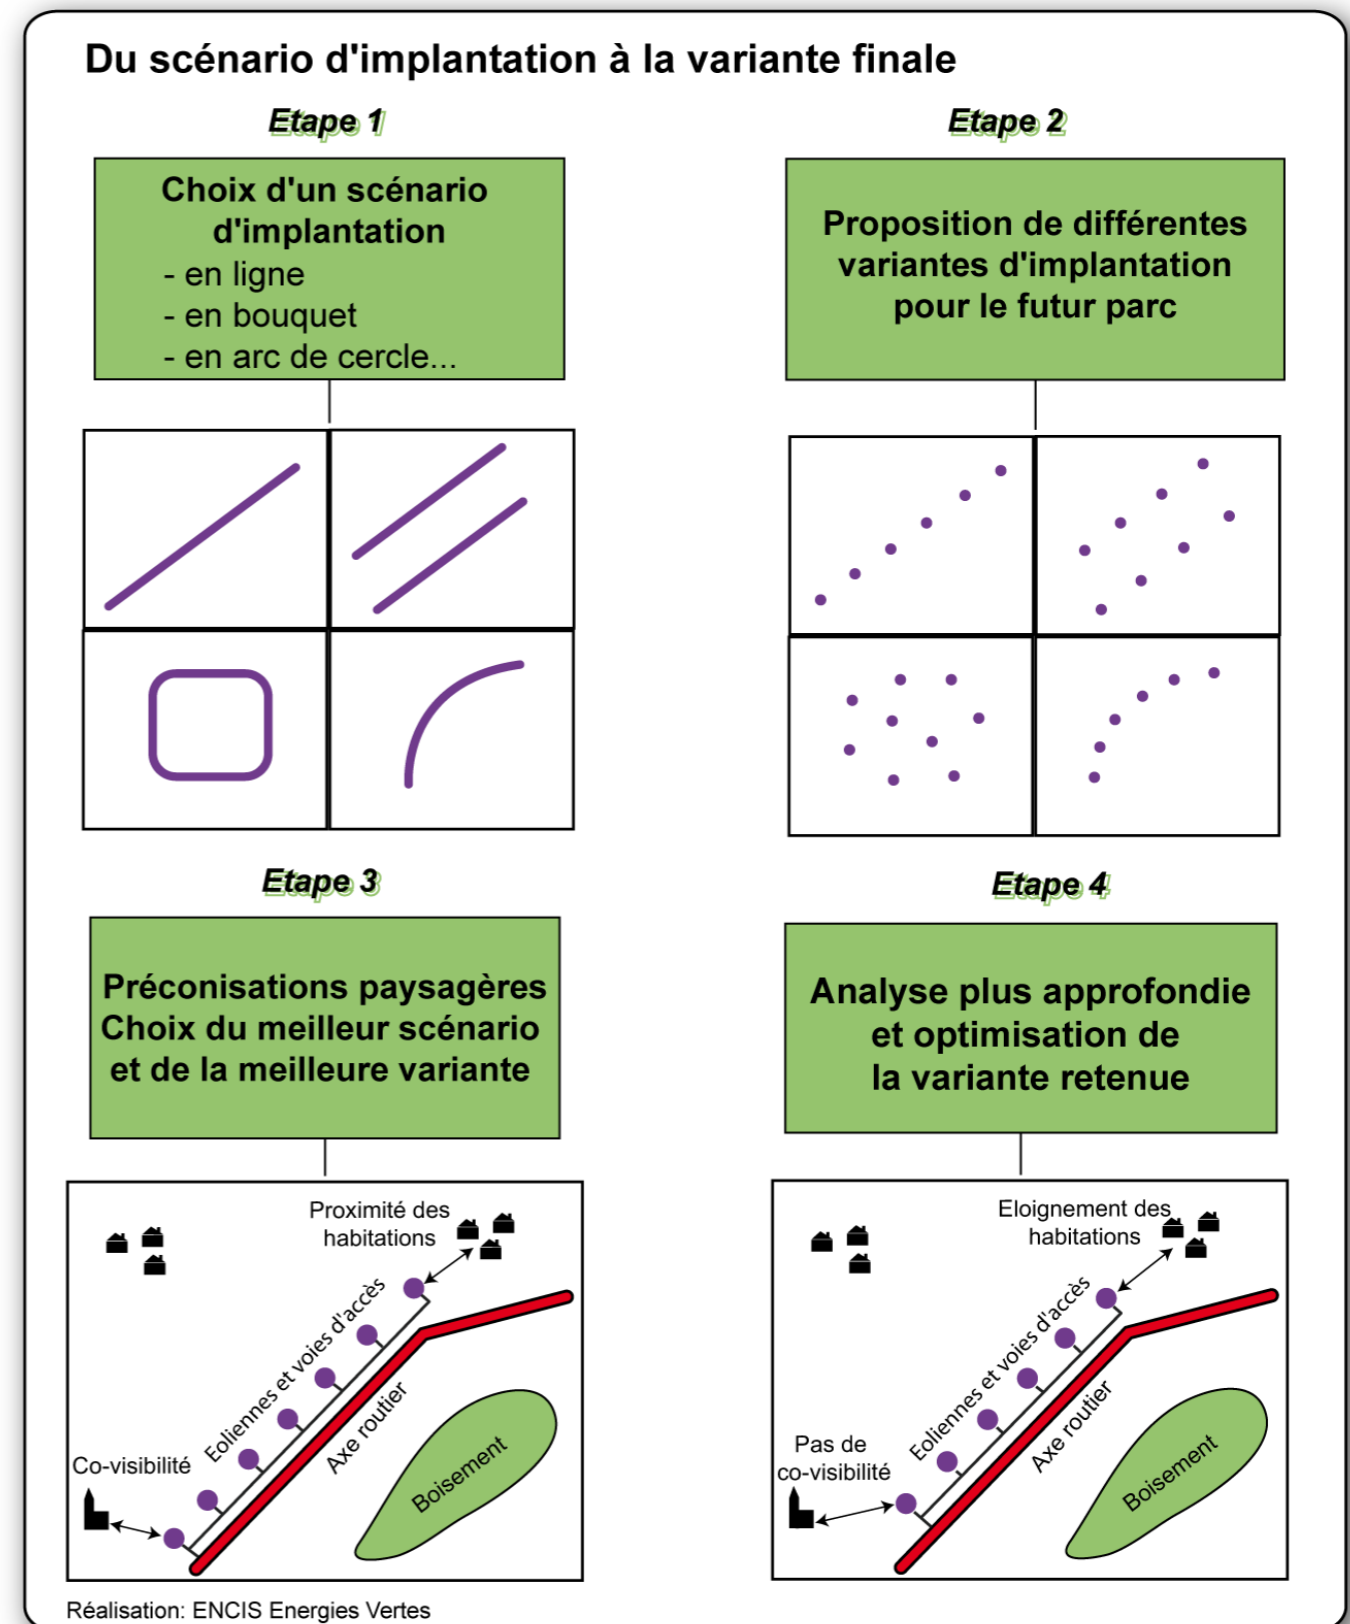 Du scénario d'implantation à la variante finale
Etape 1
Choix d'un scénario
d'implantation
- en ligne
- en bouquet
- en arc de cercle...
Etape 2
Proposition de différentes
variantes d'implantation
pour le futur parc
Etape 3
Préconisations paysagères
Choix du meilleur scénario
et de la meilleure variante
Proximité des
habitations
Eoliennes et voies d'accès
Axe routier
Co-visibilité
Boisement
Etape 4
Analyse plus approfondie
et optimisation de
la variante retenue
Eloignement des
habitations
Eoliennes et voies d'accès
Axe routier
Pas de
co-visibilité
Boisement
Réalisation: ENCIS Energies Vertes